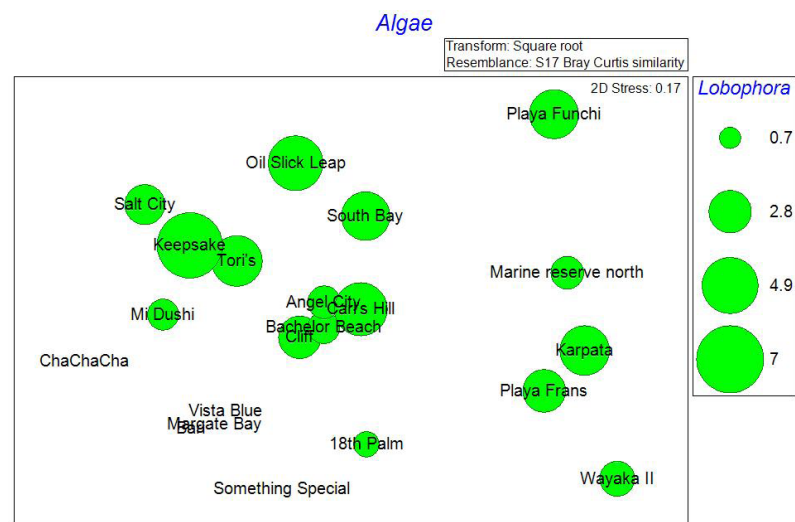 Algae
Transform: Square root
Resemblance: S17 Bray Curtis similarity
2D Stress: 0.17
Lobophora
0.7
2.8
4.9
7
Playa Funchi
Oil Slick Leap
Salt City
South Bay
Keepsake
Tori's
Marine reserve north
Angel City
Carl's Hill
Mi Dushi
Bachelor Beach
Cliff
Karpata
ChaChaCha
Playa Frans
Vista Blue
Margate Bay
Bari
18th Palm
Wayaka II
Something Special